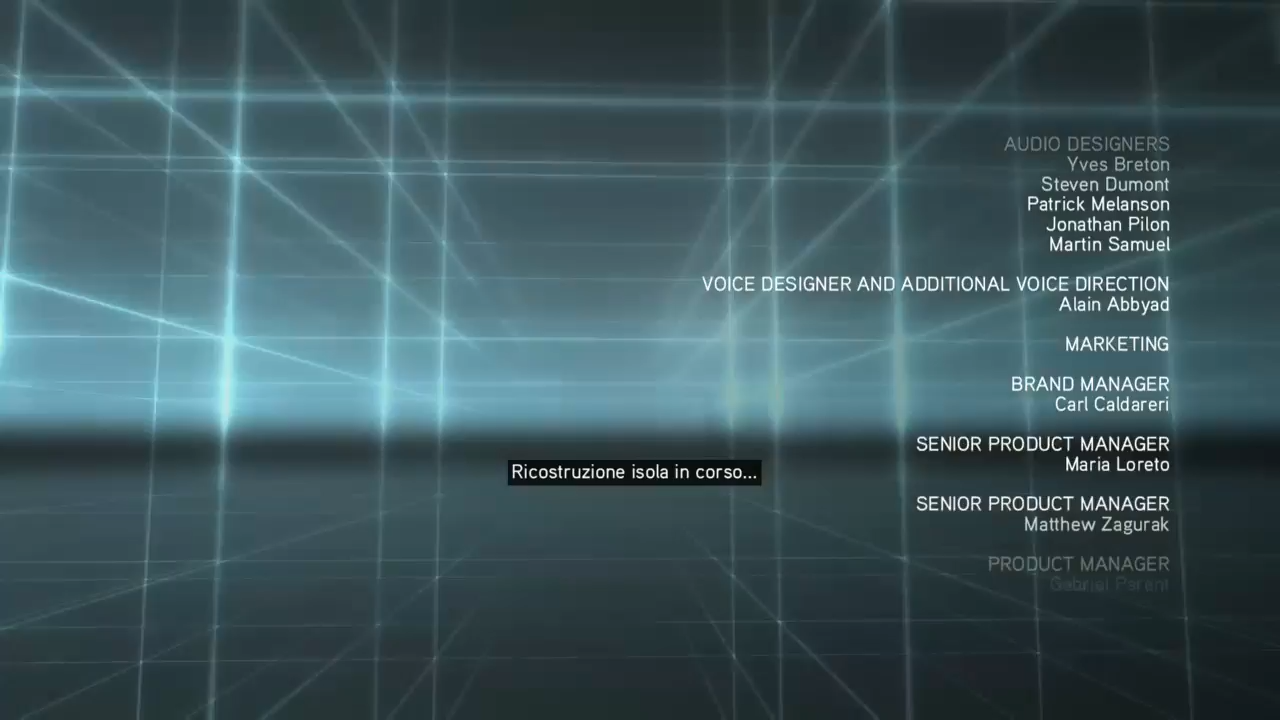 AUDIO DESIGNERS
Yves Breton
Steven Dumont
Patrick Melanson
Jonathan Pilon
Martin Samuel
VOICE DESIGNER AND ADDITIONAL VOICE DIRECTION
Alain Abbyad
MARKETING
BRAND MANAGER
Carl Caldareri
SENIOR PRODUCT MANAGER
Maria Loreto
Ricostruzione isola in corso...
SENIOR PRODUCT MANAGER
Matthew Zagurak
PRODUCT MANAGER
Gabriel Parant